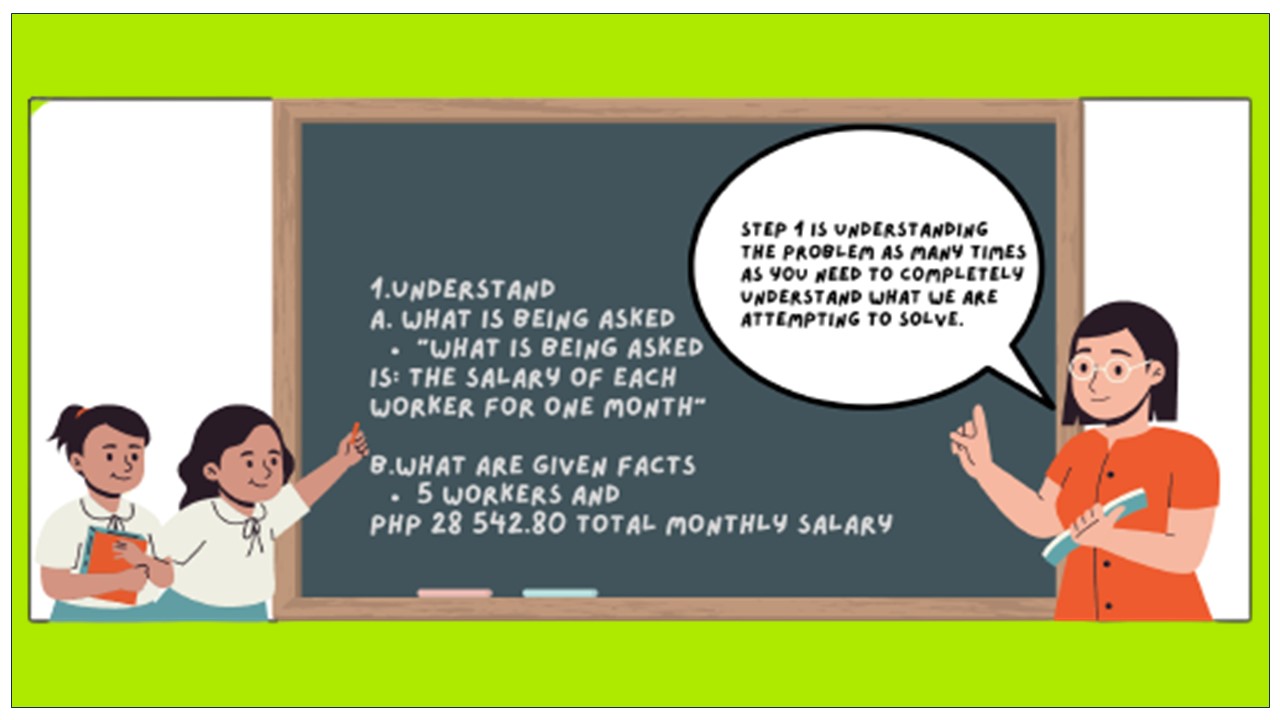 1.UNDERSTAND
A. WHAT IS BEING ASKED
• "WHAT IS BEING ASKED
IS: THE SALARY OF EACH
WORKER FOR ONE MONTH"
B.WHAT ARE GIVEN FACTS
• 5 WORKERS AND
PHP 28 542.80 TOTAL MONTHLY SALARY
STEP 1 IS UNDERSTANDING
THE PROBLEM AS MANY TIMES
AS YOU NEED TO COMPLETELY
UNDERSTAND WHAT WE ARE
ATTEMPTING TO SOLVE.